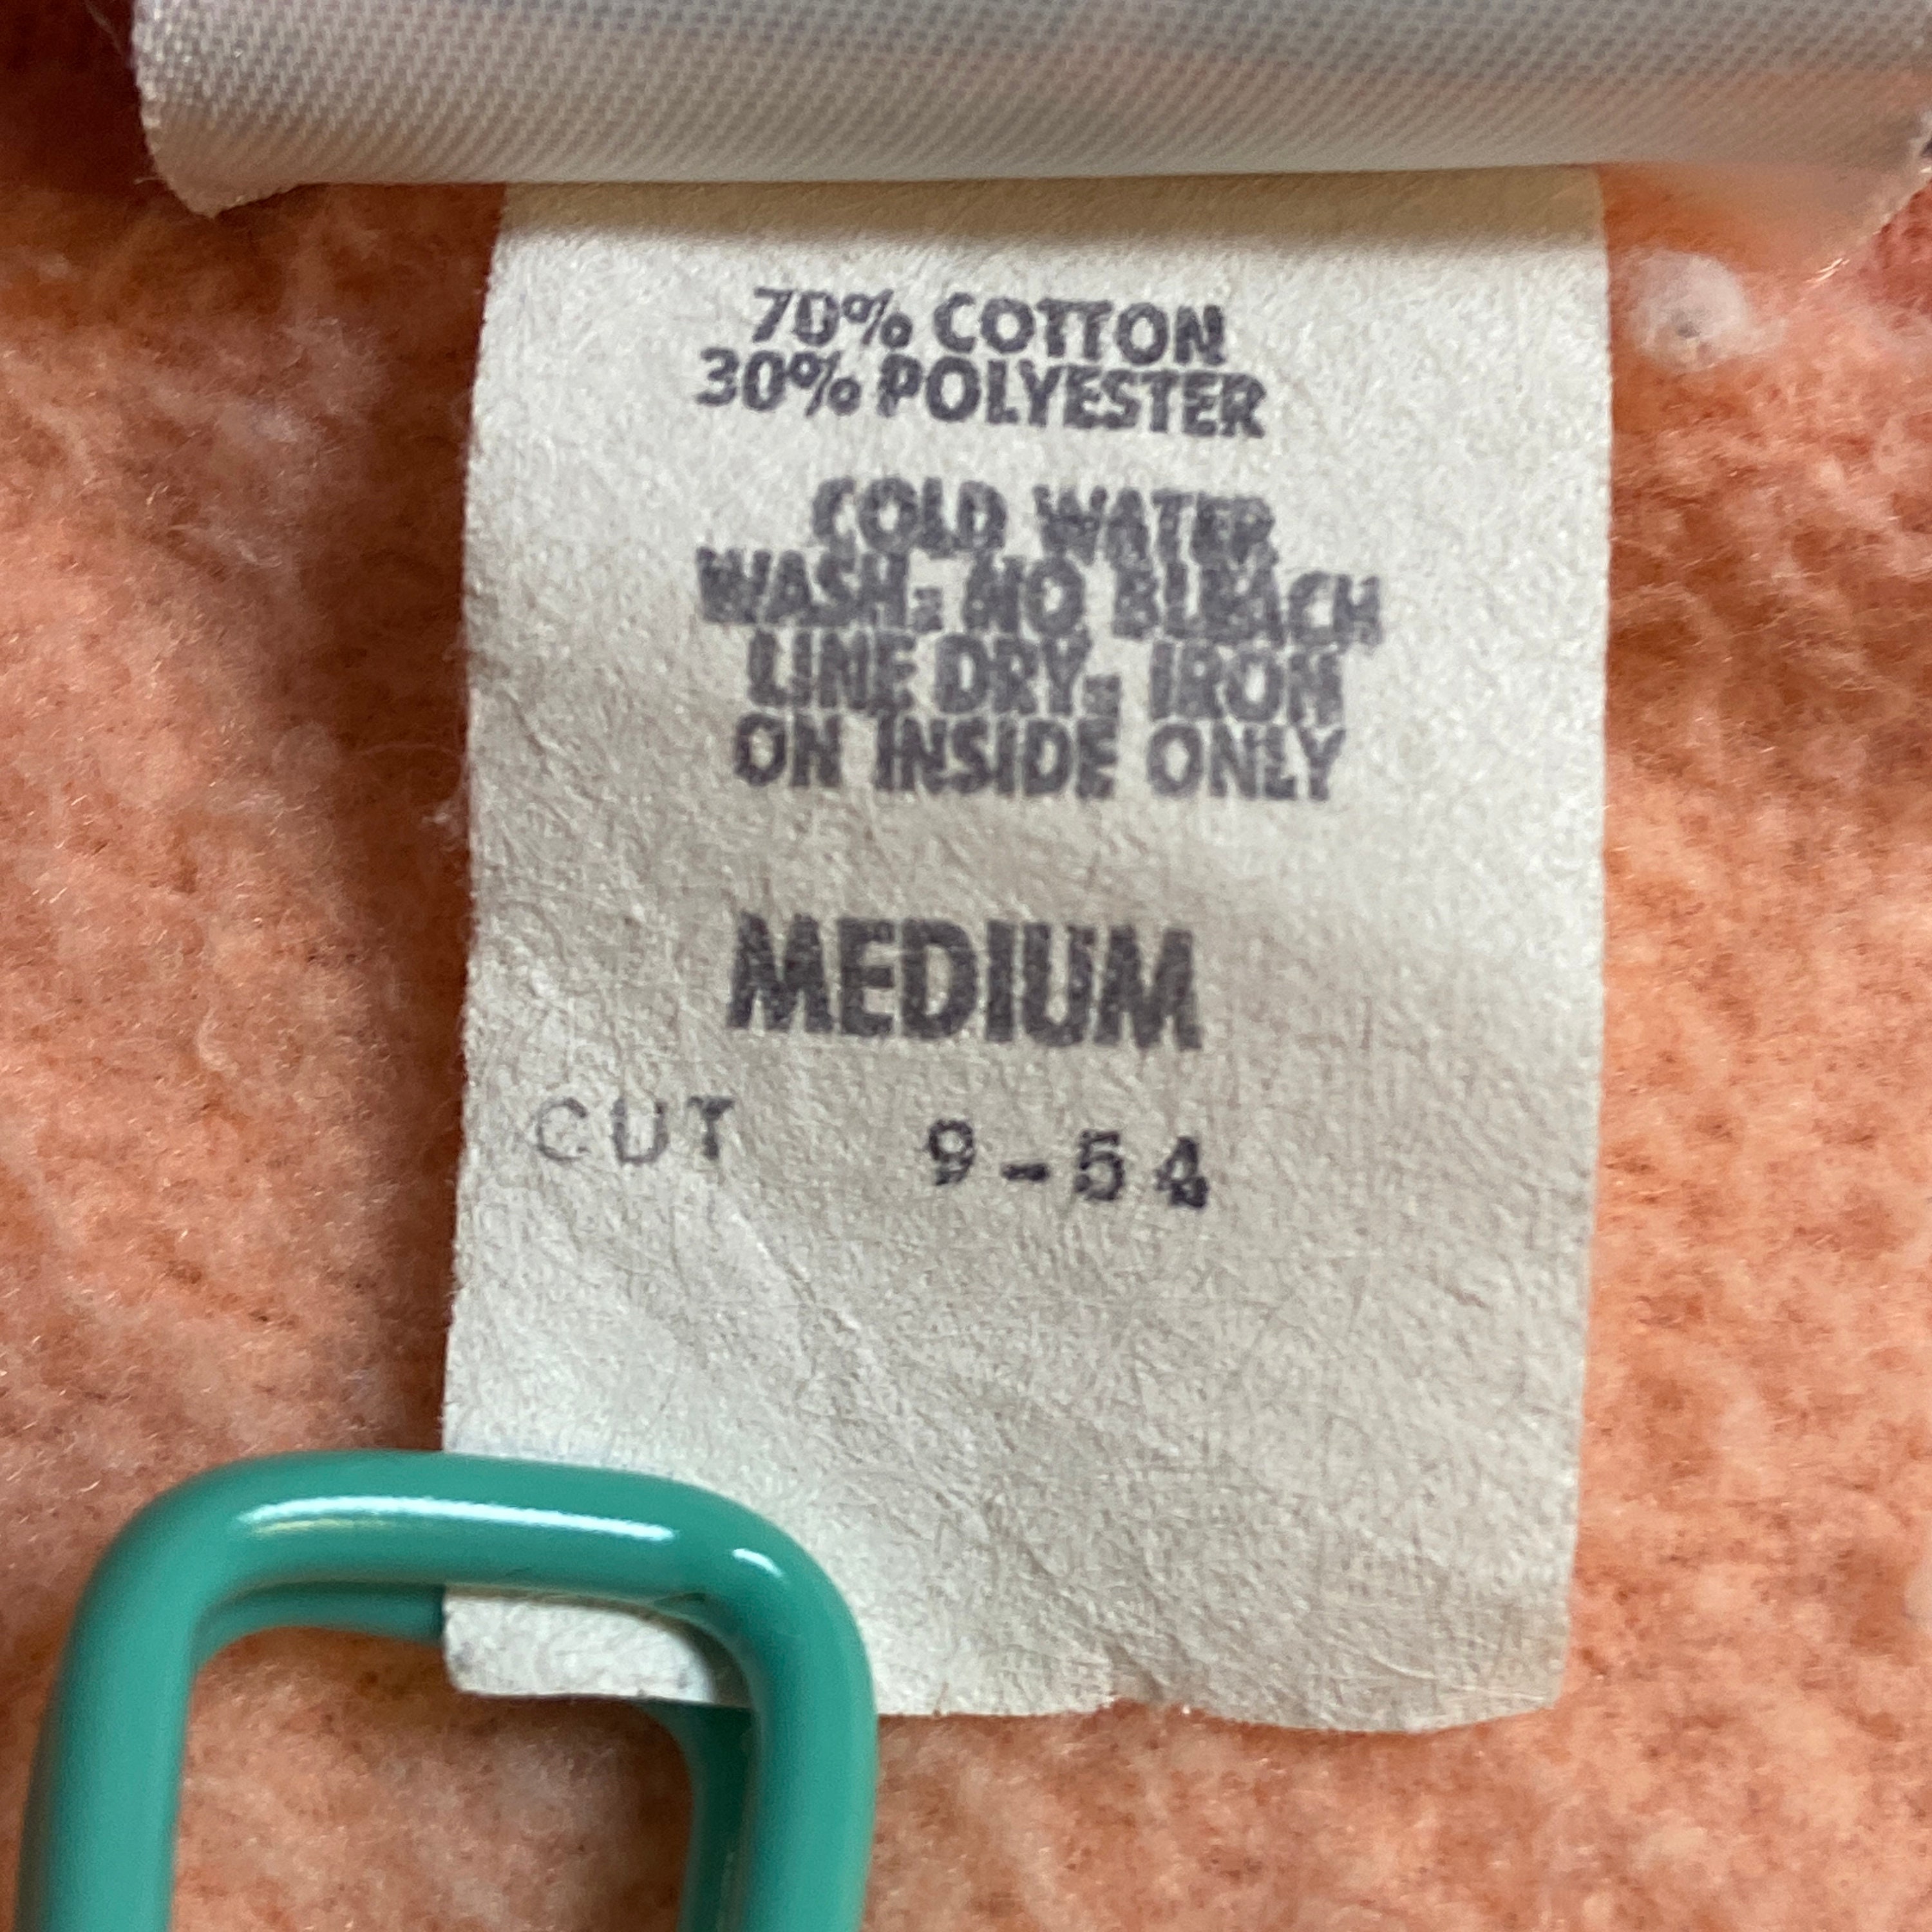 70% COTTON
30% POLYESTER
COLD WATER
WASH. NO BLEACH
LINE DRY. IRON
ON INSIDE ONLY
MEDIUM
CUT 9-54